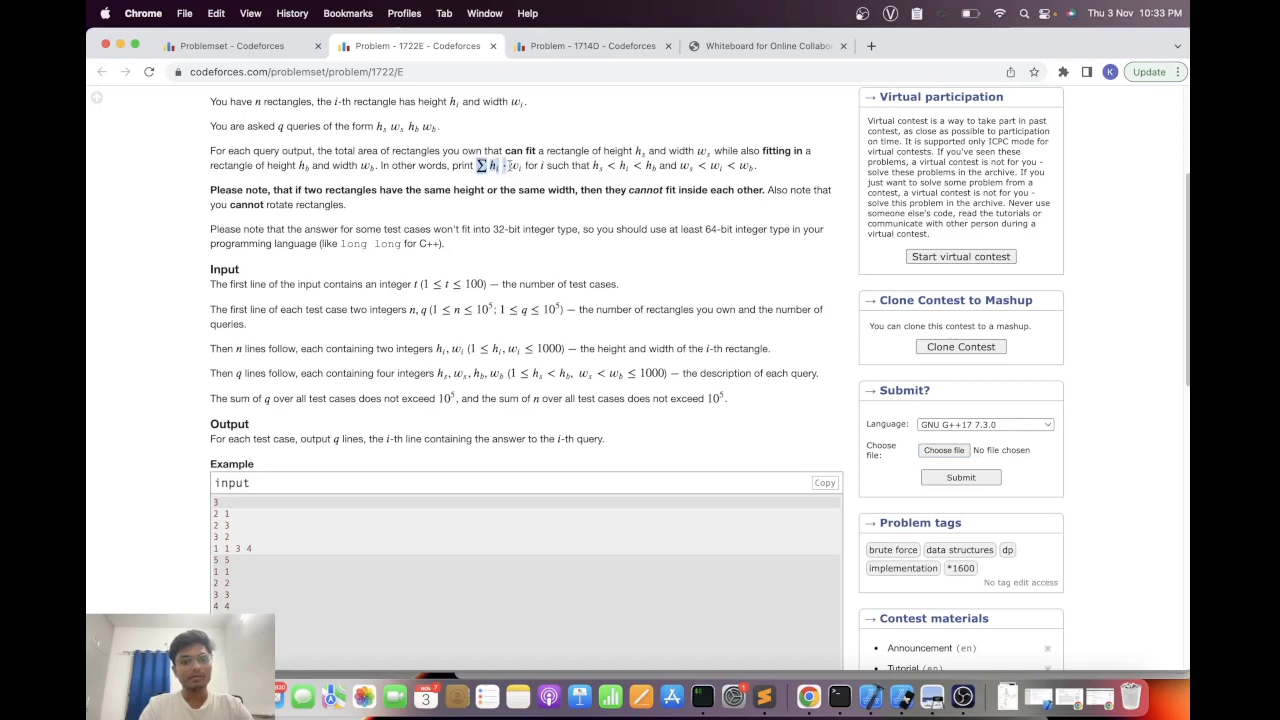 Chrome File Edit View History Bookmarks Profiles Tab Window Help
Thu 3 Nov 10:33 PM
Problemset - Codeforces
Problem - 1722E - Codeforces
Problem - 1714D - Codeforces
Whiteboard for Online Collabo
codeforces.com/problemset/problem/1722/E
K
Update
You have n rectangles, the i-th rectangle has height h_i and width w_i.
You are asked q queries of the form h_s w_s h_b w_b.
For each query output, the total area of rectangles you own that can fit a rectangle of height h_s and width w_s while also fitting in a
rectangle of height h_b and width w_b. In other words, print ∑ h_i · w_i for i such that h_s < h_i < h_b and w_s < w_i < w_b.
Please note, that if two rectangles have the same height or the same width, then they cannot fit inside each other. Also note that
you cannot rotate rectangles.
Please note that the answer for some test cases won't fit into 32-bit integer type, so you should use at least 64-bit integer type in your
programming language (like long long for C++).
Input
The first line of the input contains an integer t (1 ≤ t ≤ 100) — the number of test cases.
The first line of each test case two integers n, q (1 ≤ n ≤ 10^5; 1 ≤ q ≤ 10^5) — the number of rectangles you own and the number of
queries.
Then n lines follow, each containing two integers h_i, w_i (1 ≤ h_i, w_i ≤ 1000) — the height and width of the i-th rectangle.
Then q lines follow, each containing four integers h_s, w_s, h_b, w_b (1 ≤ h_s < h_b, w_s < w_b ≤ 1000) — the description of each query.
The sum of q over all test cases does not exceed 10^5, and the sum of n over all test cases does not exceed 10^5.
Output
For each test case, output q lines, the i-th line containing the answer to the i-th query.
Example
input
Copy
3
2 1
2 3
3 2
1 1 3 4
5 5
1 1
2 2
3 3
4 4
→ Virtual participation
Virtual contest is a way to take part in past
contest, as close as possible to participation
on time. It is supported only ICPC mode for
virtual contests. If you've seen these
problems, a virtual contest is not for you -
solve these problems in the archive. If you
just want to solve some problem from a
contest, a virtual contest is not for you -
solve this problem in the archive. Never use
someone else's code, read the tutorials or
communicate with other person during a
virtual contest.
Start virtual contest
→ Clone Contest to Mashup
You can clone this contest to a mashup.
Clone Contest
→ Submit?
Language: GNU G++17 7.3.0
Choose
file:
Choose file No file chosen
Submit
→ Problem tags
brute force data structures dp
implementation *1600
No tag edit access
→ Contest materials
Announcement (en)
Tutorial (en)
NOV
3